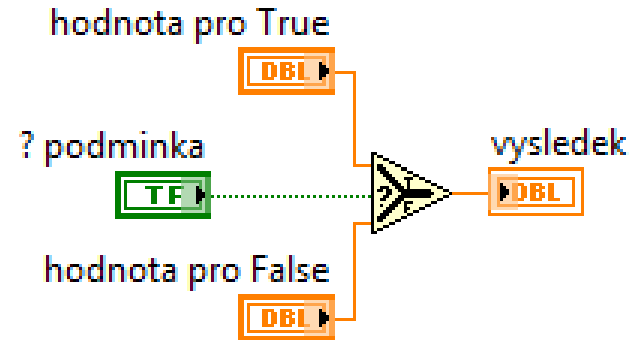 hodnota pro True
DBL
? podminka
TF
? T F
vysledek
DBL
hodnota pro False
DBL